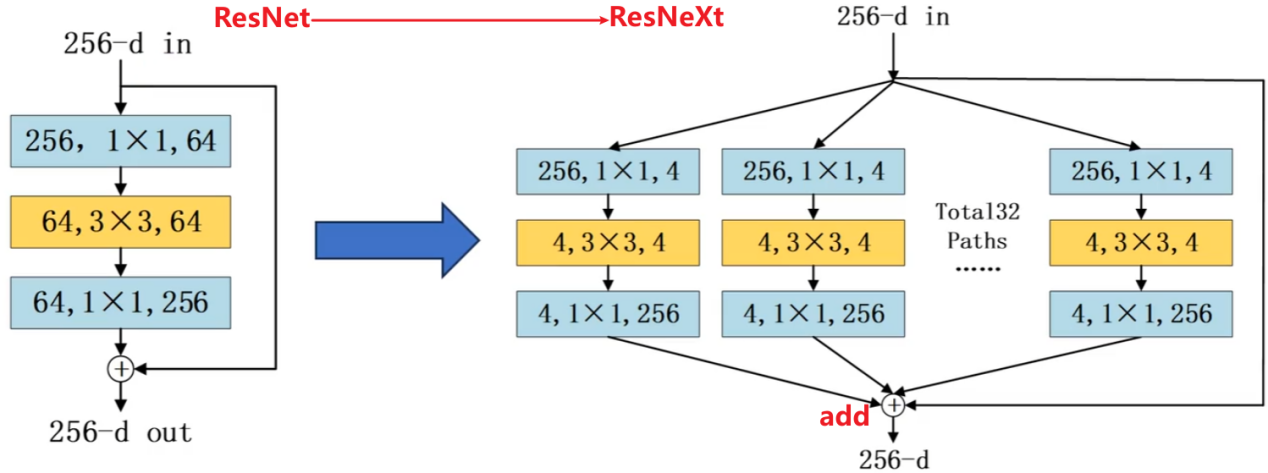 ResNet
ResNeXt
256-d in
256, 1×1,64
64,3×3,64
64,1×1,256
+
256-d out
256-d in
256,1×1,4
256,1×1,4
256,1×1,4
4,3×3,4
4,3×3,4
Total32
Paths
......
4,3×3,4
4,1×1,256
4,1×1,256
4,1×1,256
add
+
256-d